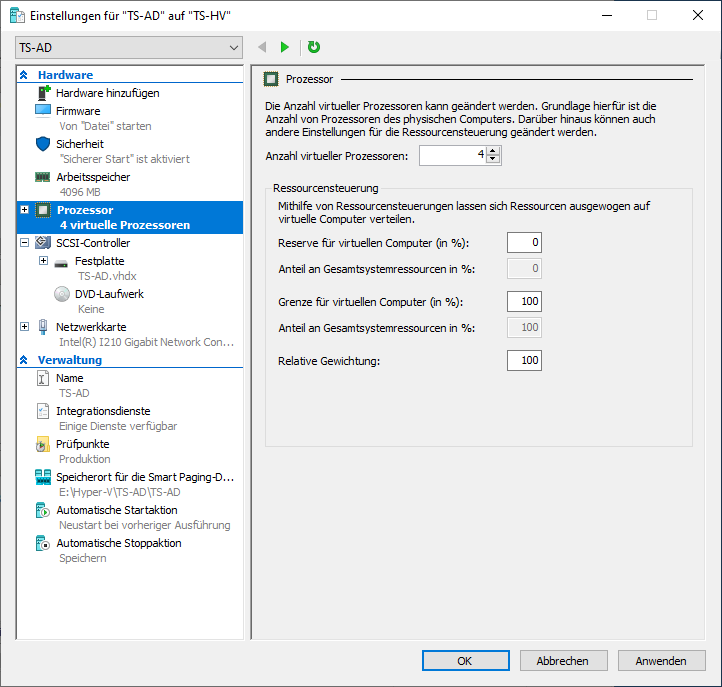 Einstellungen für "TS-AD" auf "TS-HV"
TS-AD
Hardware
Hardware hinzufügen
Firmware
Von "Datei" starten
Sicherheit
"Sicherer Start" ist aktiviert
Arbeitsspeicher
4096 MB
Prozessor
4 virtuelle Prozessoren
SCSI-Controller
Festplatte
TS-AD.vhdx
DVD-Laufwerk
Keine
Netzwerkkarte
Intel(R) I210 Gigabit Network Con...
Verwaltung
Name
TS-AD
Integrationsdienste
Einige Dienste verfügbar
Prüfpunkte
Produktion
Speicherort für die Smart Paging-D...
E:\Hyper-V\TS-AD\TS-AD
Automatische Startaktion
Neustart bei vorheriger Ausführung
Automatische Stoppaktion
Speichern
Prozessor
Die Anzahl virtueller Prozessoren kann geändert werden. Grundlage hierfür ist die
Anzahl von Prozessoren des physischen Computers. Darüber hinaus können auch
andere Einstellungen für die Ressourcensteuerung geändert werden.
Anzahl virtueller Prozessoren: 4
Ressourcensteuerung
Mithilfe von Ressourcensteuerungen lassen sich Ressourcen ausgewogen auf
virtuelle Computer verteilen.
Reserve für virtuellen Computer (in %): 0
Anteil an Gesamtsystemressourcen in %: 0
Grenze für virtuellen Computer (in %): 100
Anteil an Gesamtsystemressourcen in %: 100
Relative Gewichtung: 100
OK Abbrechen Anwenden